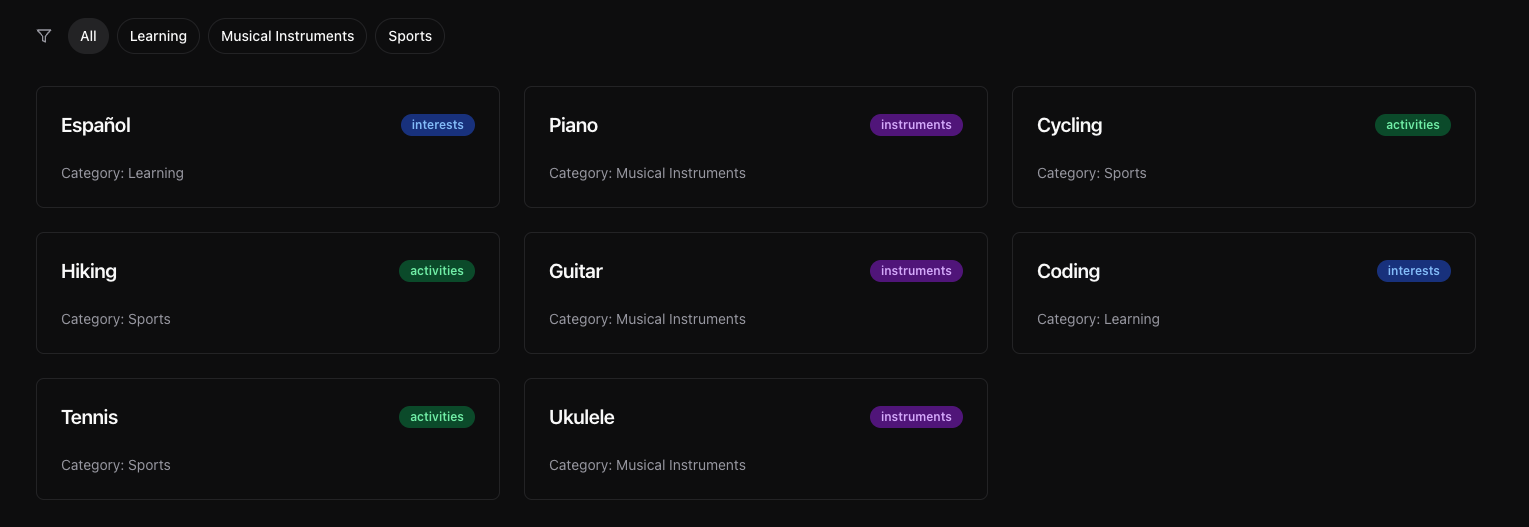 All
Learning
Musical Instruments
Sports
Español
interests
Category: Learning
Piano
instruments
Category: Musical Instruments
Cycling
activities
Category: Sports
Hiking
activities
Category: Sports
Guitar
instruments
Category: Musical Instruments
Coding
interests
Category: Learning
Tennis
activities
Category: Sports
Ukulele
instruments
Category: Musical Instruments